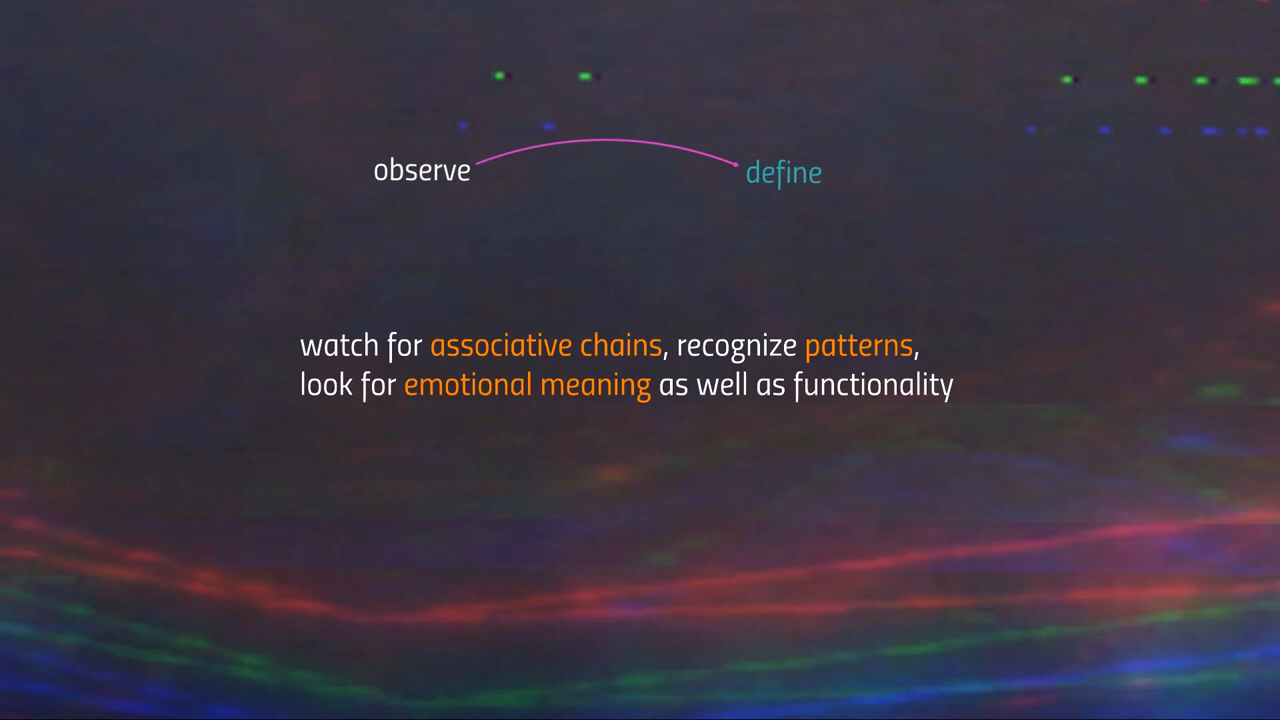 observe define
watch for associative chains, recognize patterns,
look for emotional meaning as well as functionality